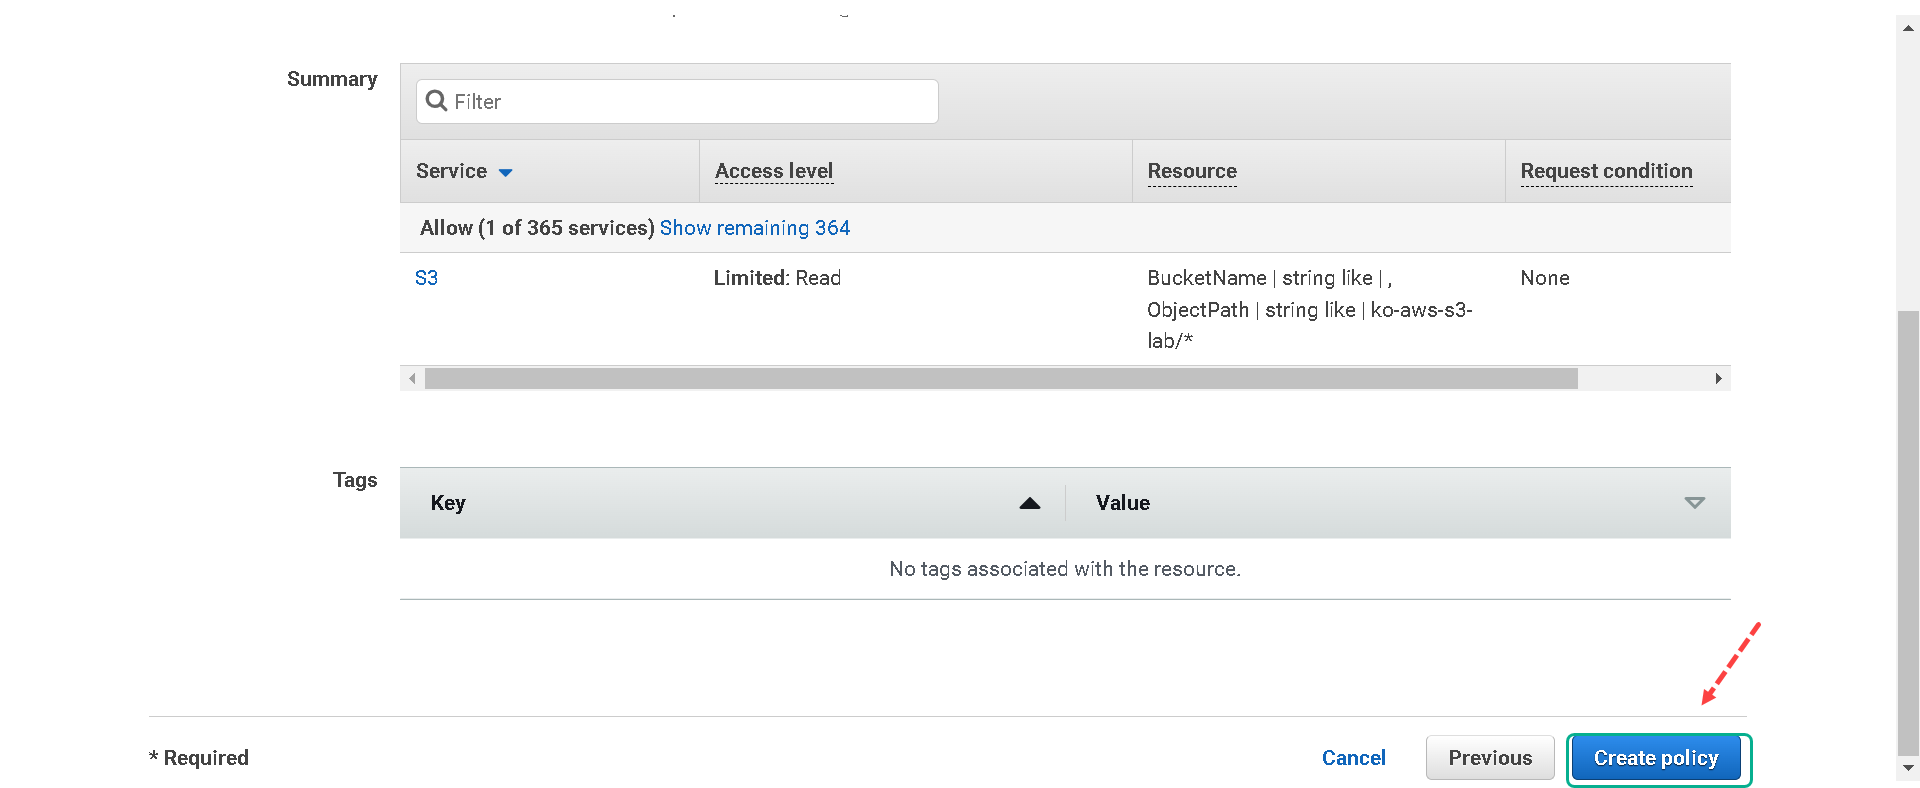 Summary
Filter
Service Access level Resource Request condition
Allow (1 of 365 services) Show remaining 364
S3 Limited: Read BucketName | string like | , None
ObjectPath | string like | ko-aws-s3-
lab/*
Tags
Key Value
No tags associated with the resource.
* Required Cancel Previous Create policy